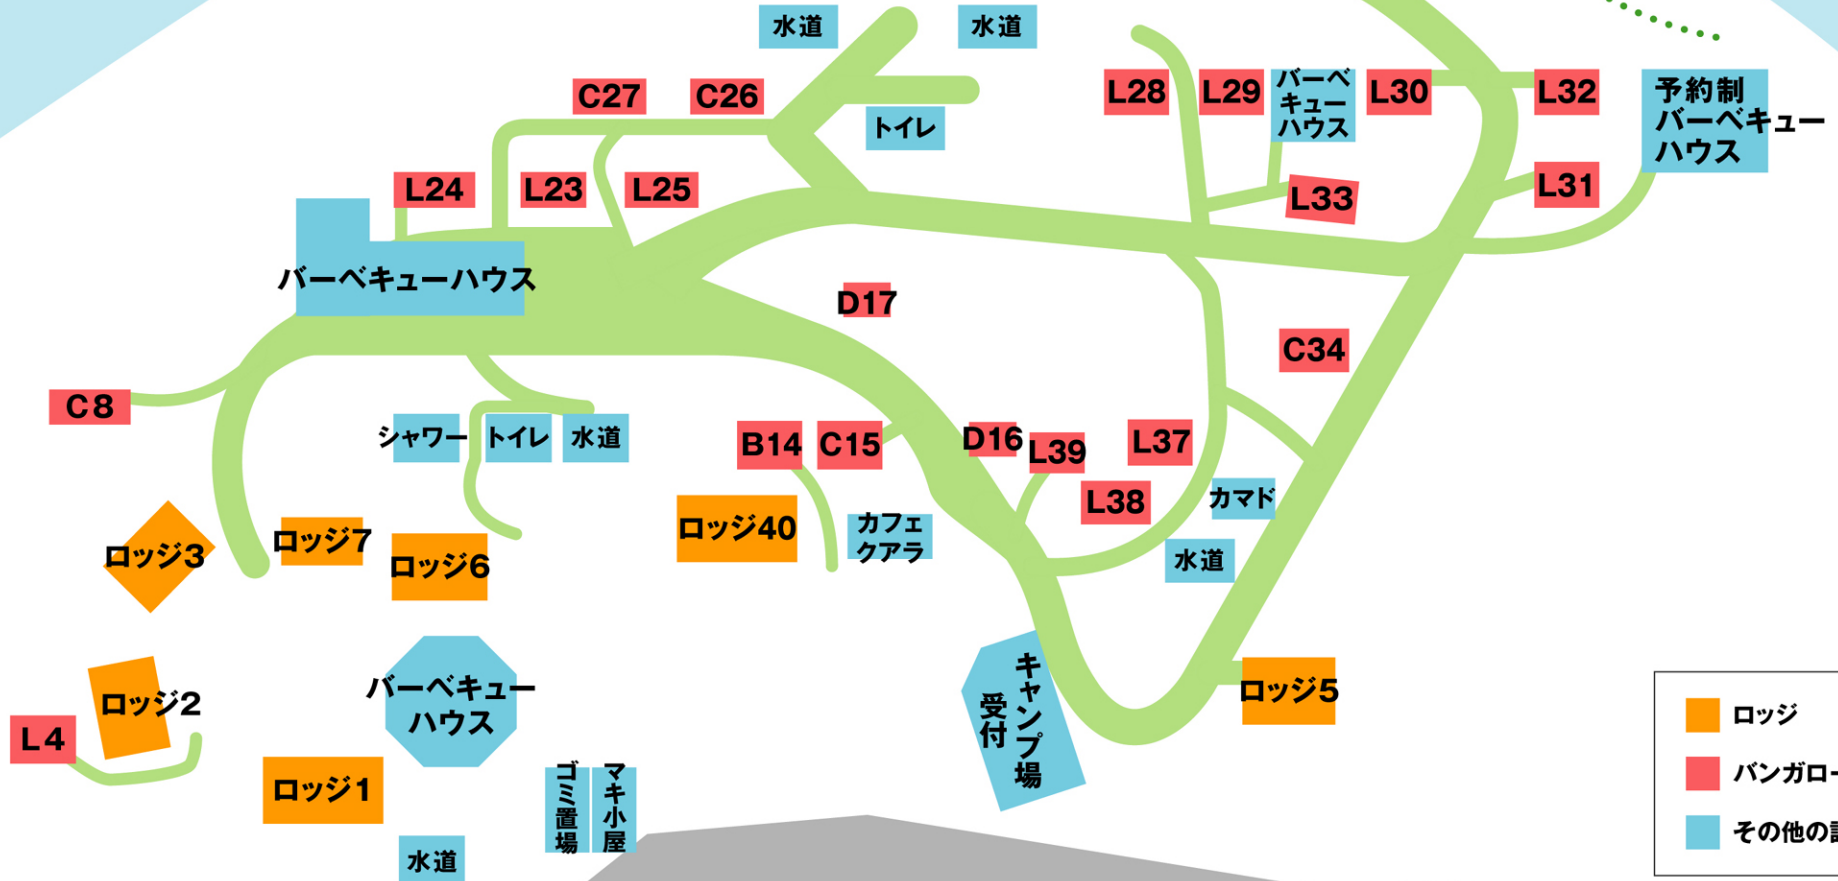 水道
水道
C27
C26
トイレ
L28
L29
バーベ
キュー
ハウス
L30
L32
予約制
バーベキュー
ハウス
L24
L23
L25
L33
L31
バーベキューハウス
D17
C34
C8
シャワー
トイレ
水道
B14
C15
D16
L39
L37
L38
カマド
ロッジ40
カフェ
クアラ
水道
ロッジ3
ロッジ7
ロッジ6
キャンプ場
受付
ロッジ5
バーベキュー
ハウス
ロッジ2
L4
ロッジ1
ゴミ置場
マキ小屋
水道
ロッジ
バンガロー
その他の